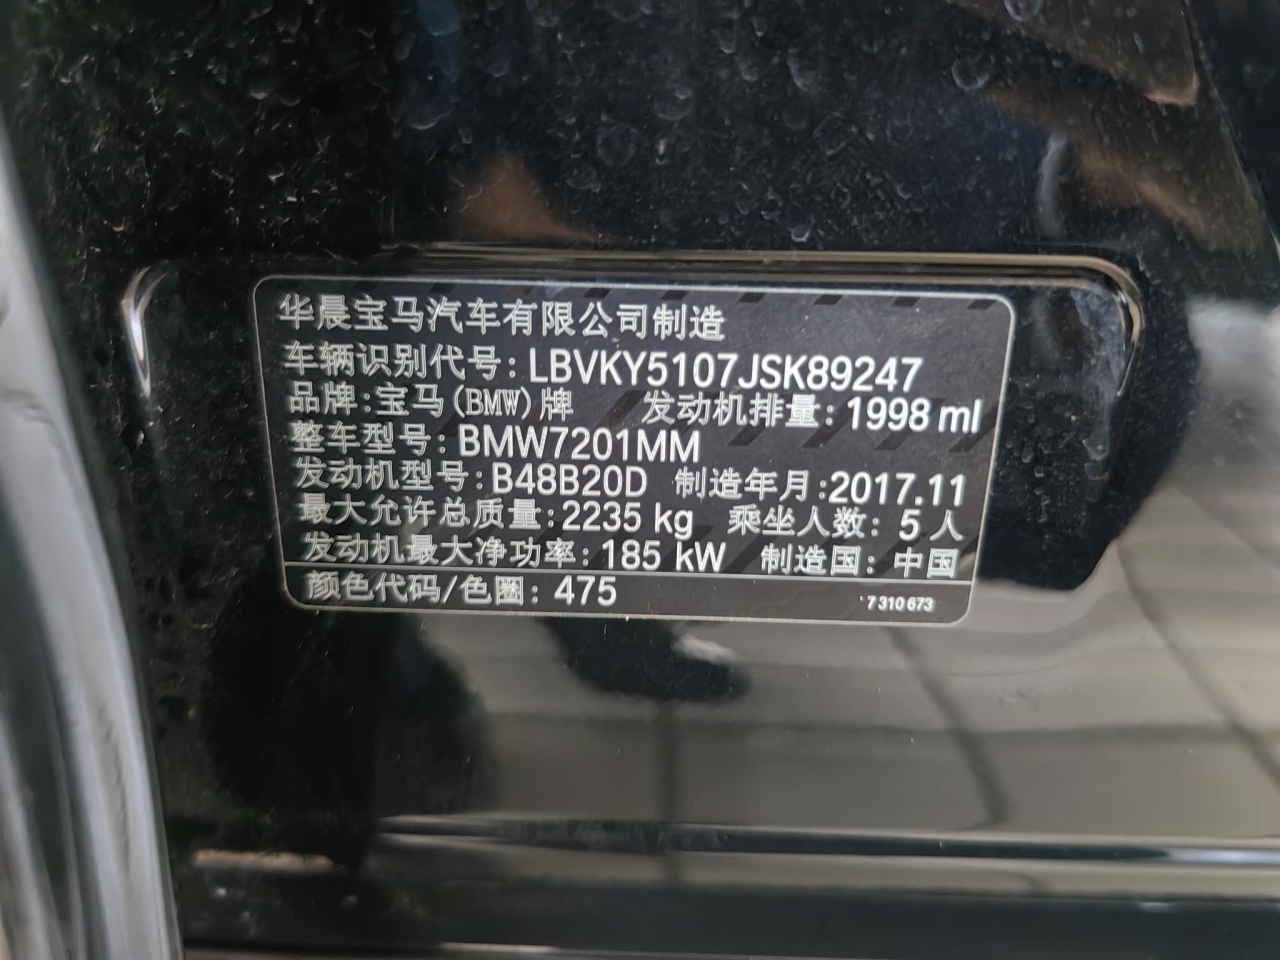 华晨宝马汽车有限公司制造
车辆识别代号: LBVKY5107JSK89247
品牌:宝马(BMW)牌 发动机排量: 1998 ml
整车型号: BMW7201MM
发动机型号: B48B20D 制造年月:2017.11
最大允许总质量:2235 kg 乘坐人数: 5人
发动机最大净功率: 185 kW 制造国: 中国
颜色代码/色圈: 475 7 310 673